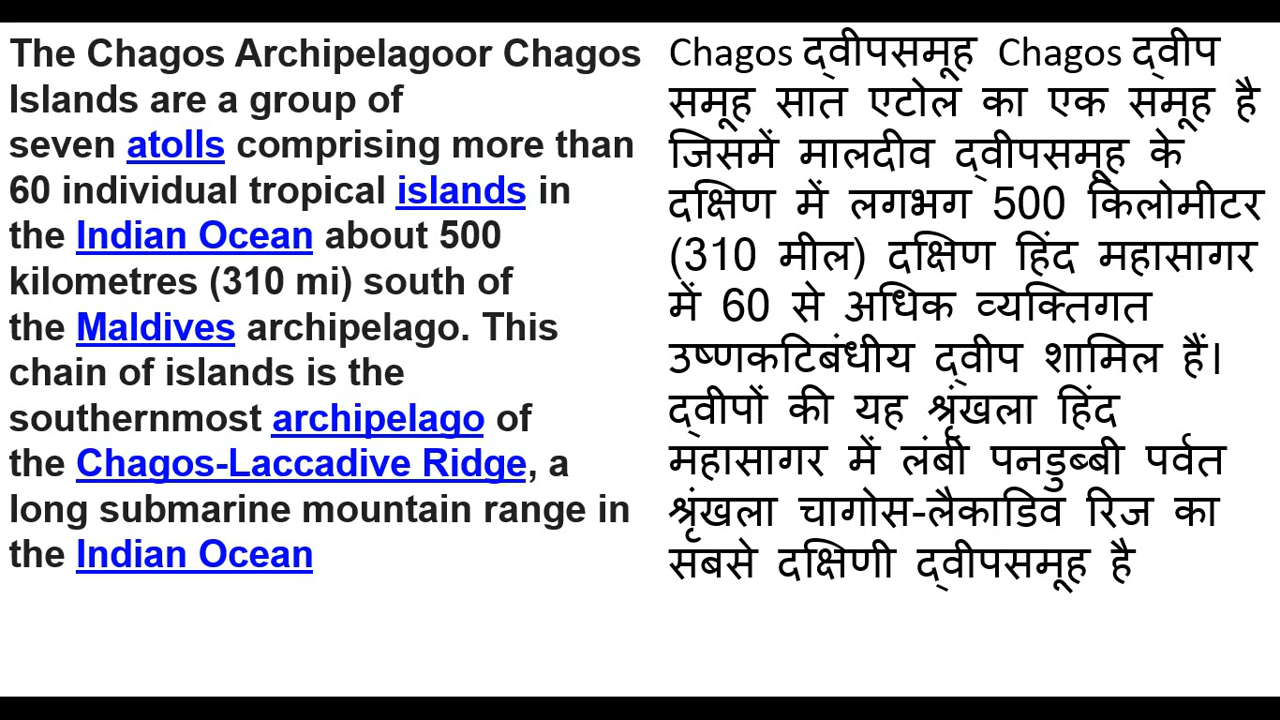 The Chagos Archipelagoor Chagos
Islands are a group of
seven atolls comprising more than
60 individual tropical islands in
the Indian Ocean about 500
kilometres (310 mi) south of
the Maldives archipelago. This
chain of islands is the
southernmost archipelago of
the Chagos-Laccadive Ridge, a
long submarine mountain range in
the Indian Ocean
Chagos द्वीपसमूह Chagos द्वीप
समूह सात एटोल का एक समूह है
जिसमें मालदीव द्वीपसमूह के
दक्षिण में लगभग 500 किलोमीटर
(310 मील) दक्षिण हिंद महासागर
में 60 से अधिक व्यक्तिगत
उष्णकटिबंधीय द्वीप शामिल हैं।
द्वीपों की यह श्रृंखला हिंद
महासागर में लंबी पनडुब्बी पर्वत
श्रृंखला चागोस-लैकाडिव रिज का
सबसे दक्षिणी द्वीपसमूह है